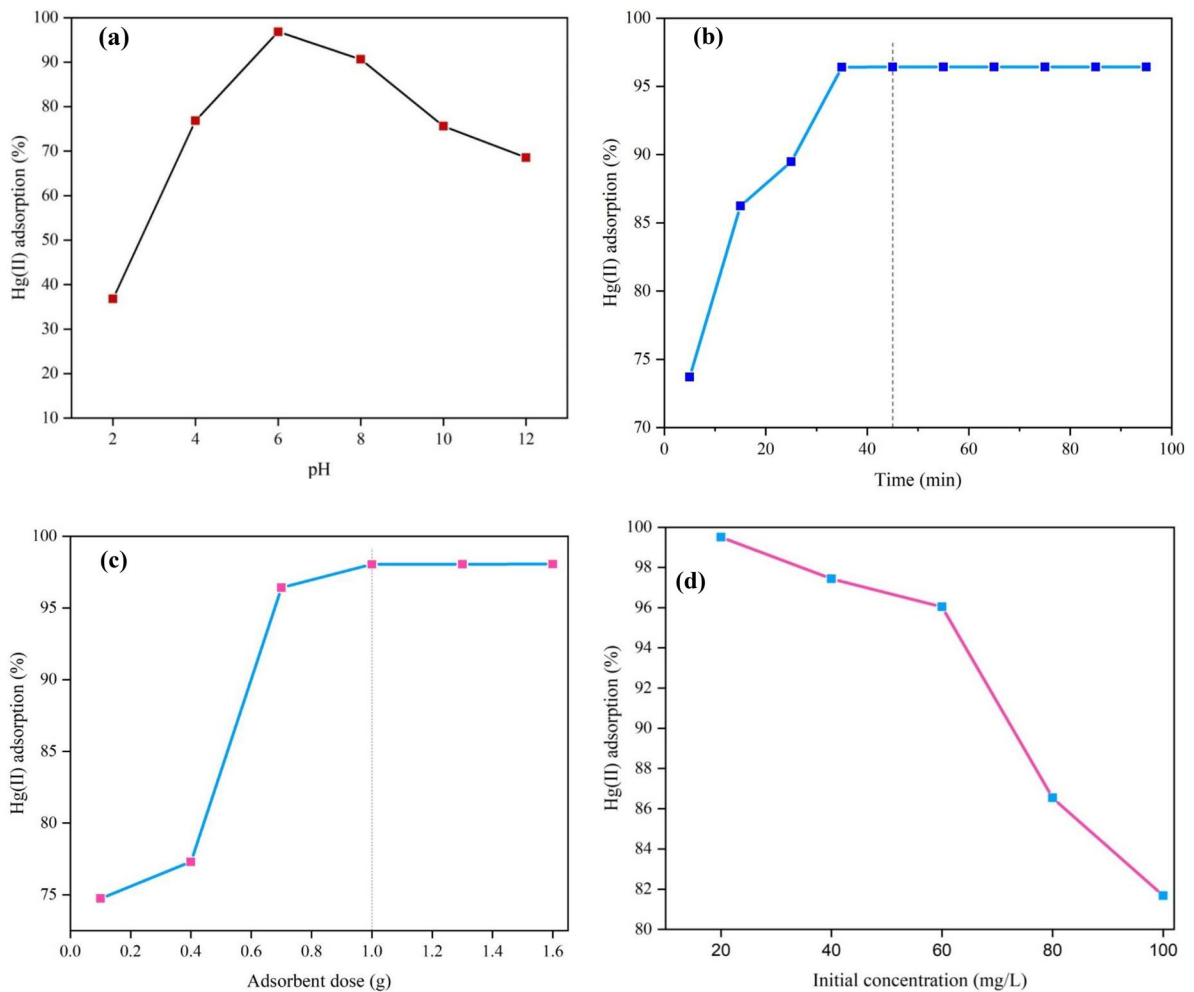 (a)
Hg(II) adsorption (%)
100
90
80
70
60
50
40
30
20
10
2 4 6 8 10 12
pH
(b)
Hg(II) adsorption (%)
100
95
90
85
80
75
70
0 20 40 60 80 100
Time (min)
(c)
Hg(II) adsorption (%)
100
95
90
85
80
75
0.0 0.2 0.4 0.6 0.8 1.0 1.2 1.4 1.6
Adsorbent dose (g)
(d)
Hg(II) adsorption (%)
100
98
96
94
92
90
88
86
84
82
80
20 40 60 80 100
Initial concentration (mg/L)